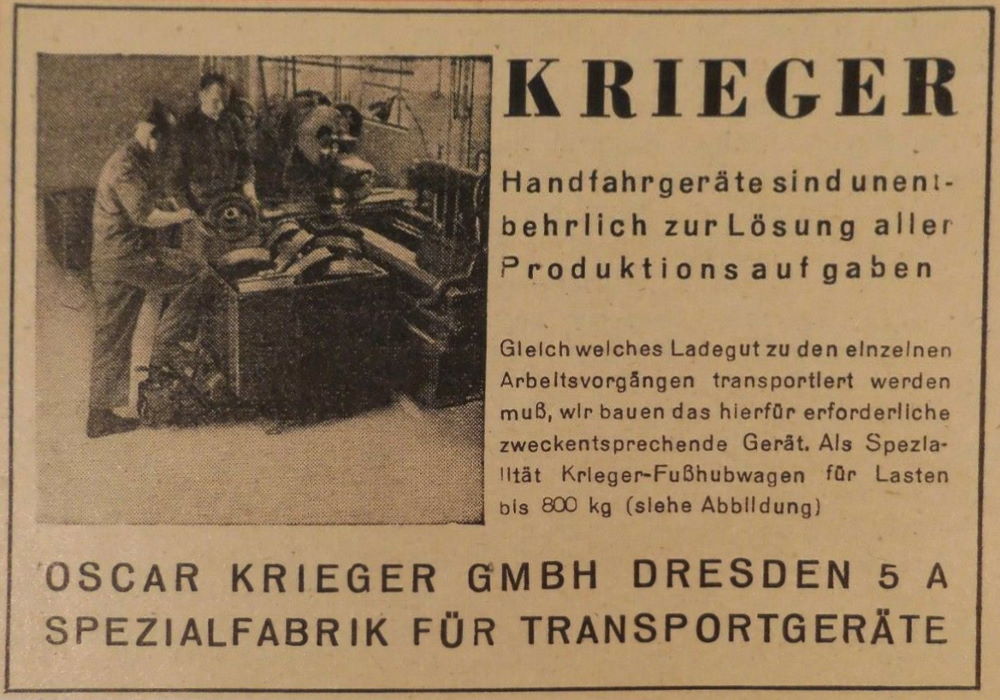 KRIEGER
Handfahrgeräte sind unent-
behrlich zur Lösung aller
Produktionsaufgaben
Gleich welches Ladegut zu den einzelnen
Arbeitsvorgängen transportiert werden
muß, wir bauen das hierfür erforderliche
zweckentsprechende Gerät. Als Spezia-
lität Krieger-Fußhubwagen für Lasten
bis 800 kg (siehe Abbildung)
OSCAR KRIEGER GMBH DRESDEN 5 A
SPEZIALFABRIK FÜR TRANSPORTGERÄTE